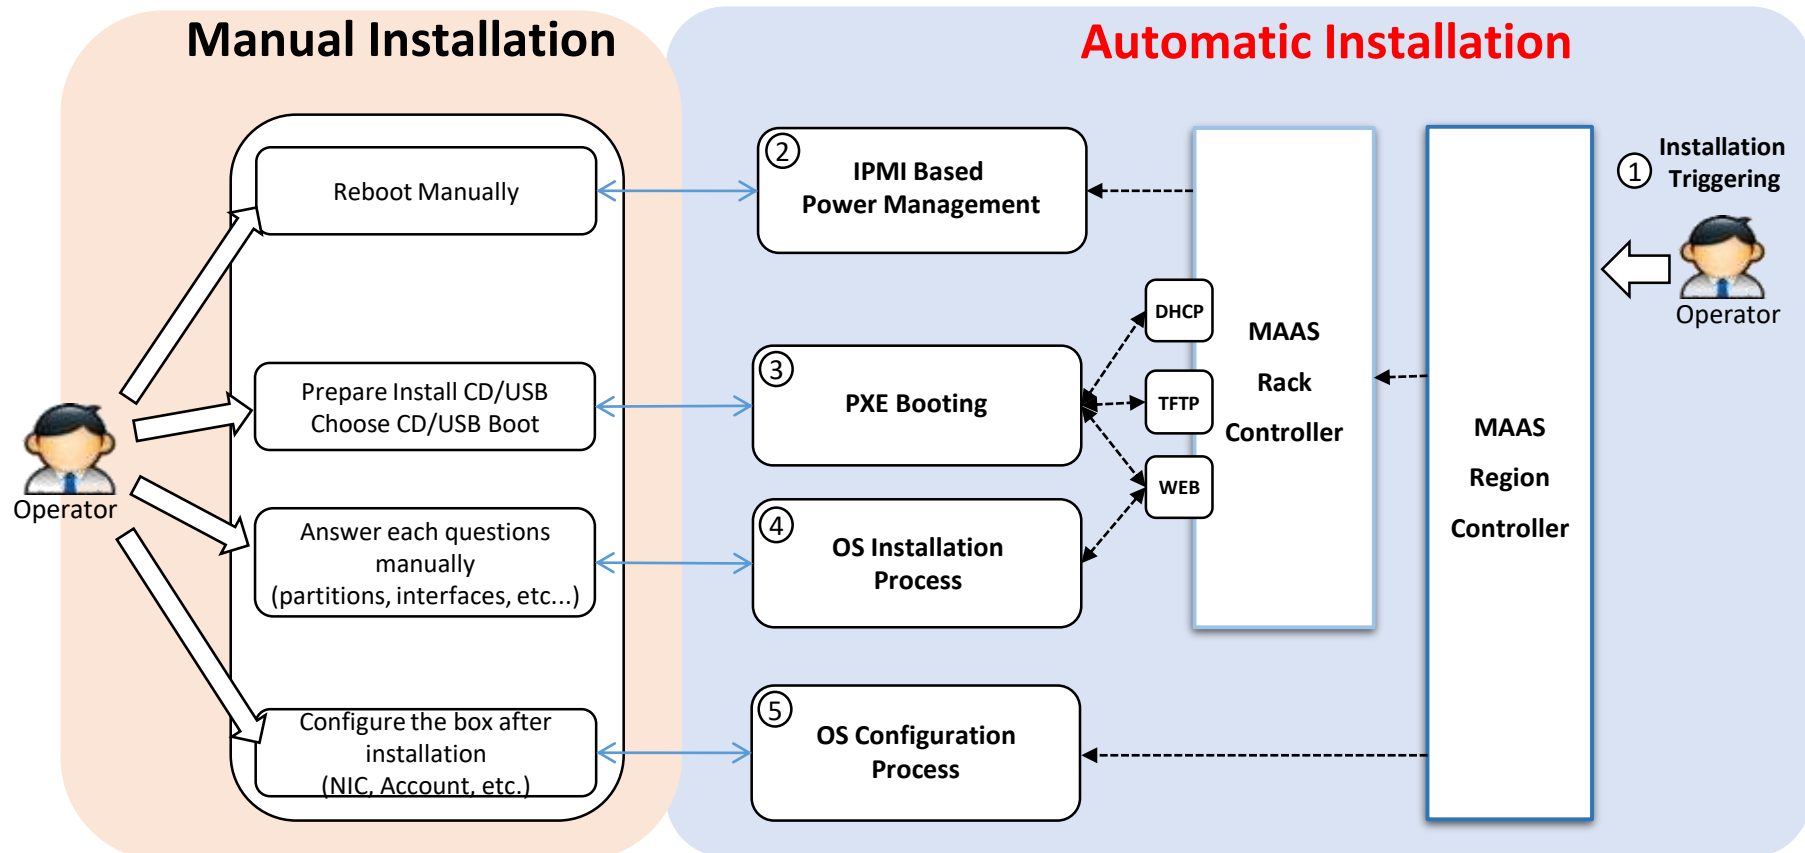 Manual Installation
Automatic Installation
Reboot Manually
Prepare Install CD/USB
Choose CD/USB Boot
Operator
Answer each questions
manually
(partitions, interfaces, etc...)
Configure the box after
installation
(NIC, Account, etc.)
2
IPMI Based
Power Management
3
PXE Booting
4
OS Installation
Process
5
OS Configuration
Process
DHCP
TFTP
WEB
MAAS
Rack
Controller
MAAS
Region
Controller
1
Installation
Triggering
Operator